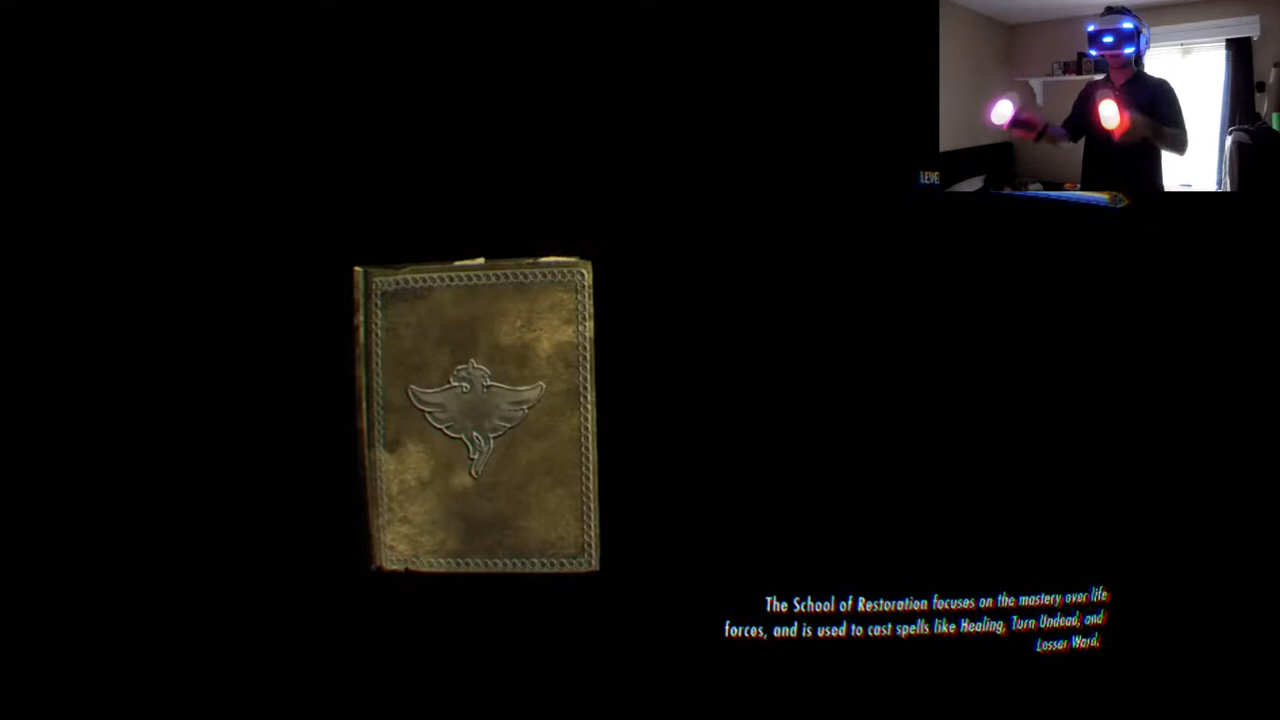 LEVE
The School of Restoration focuses on the mastery over life
forces, and is used to cast spells like Healing, Turn Undead, and
Lesser Ward.